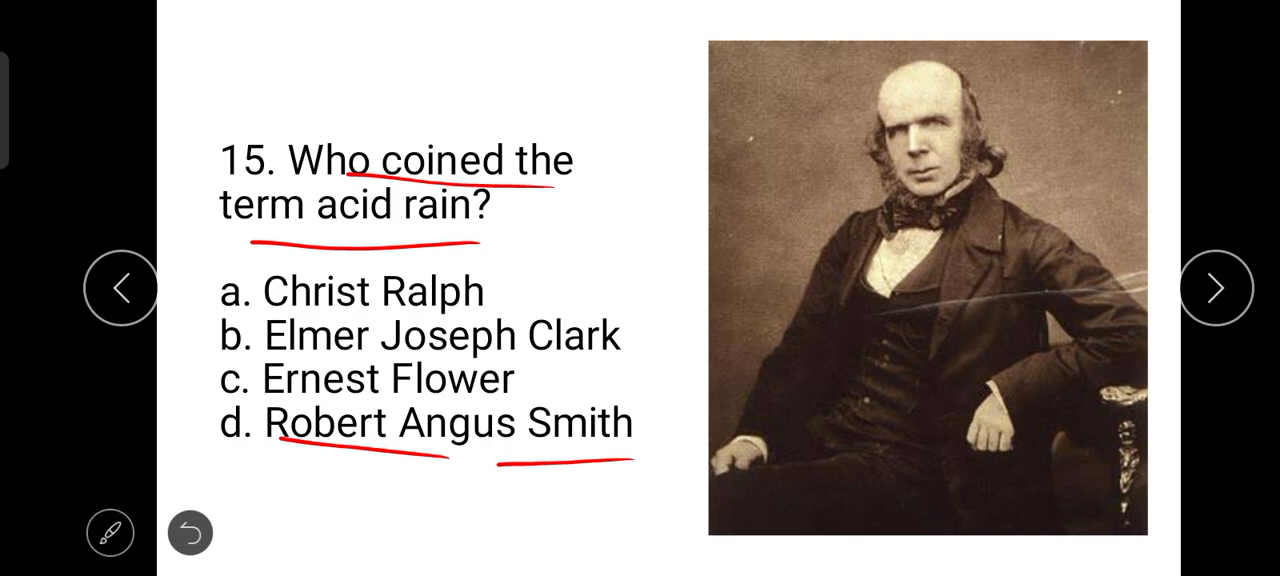 15. Who coined the
term acid rain?
a. Christ Ralph
b. Elmer Joseph Clark
c. Ernest Flower
d. Robert Angus Smith